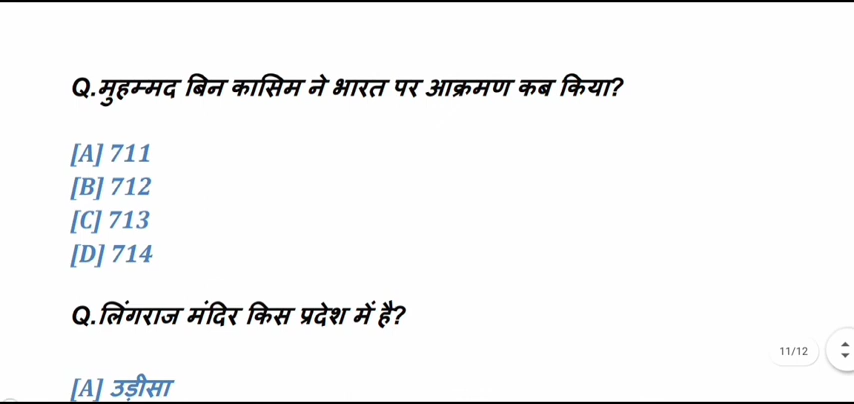 Q.मुहम्मद बिन कासिम ने भारत पर आक्रमण कब किया?
[A] 711
[B] 712
[C] 713
[D] 714
Q.लिंगराज मंदिर किस प्रदेश में है?
11/12
[A] उड़ीसा